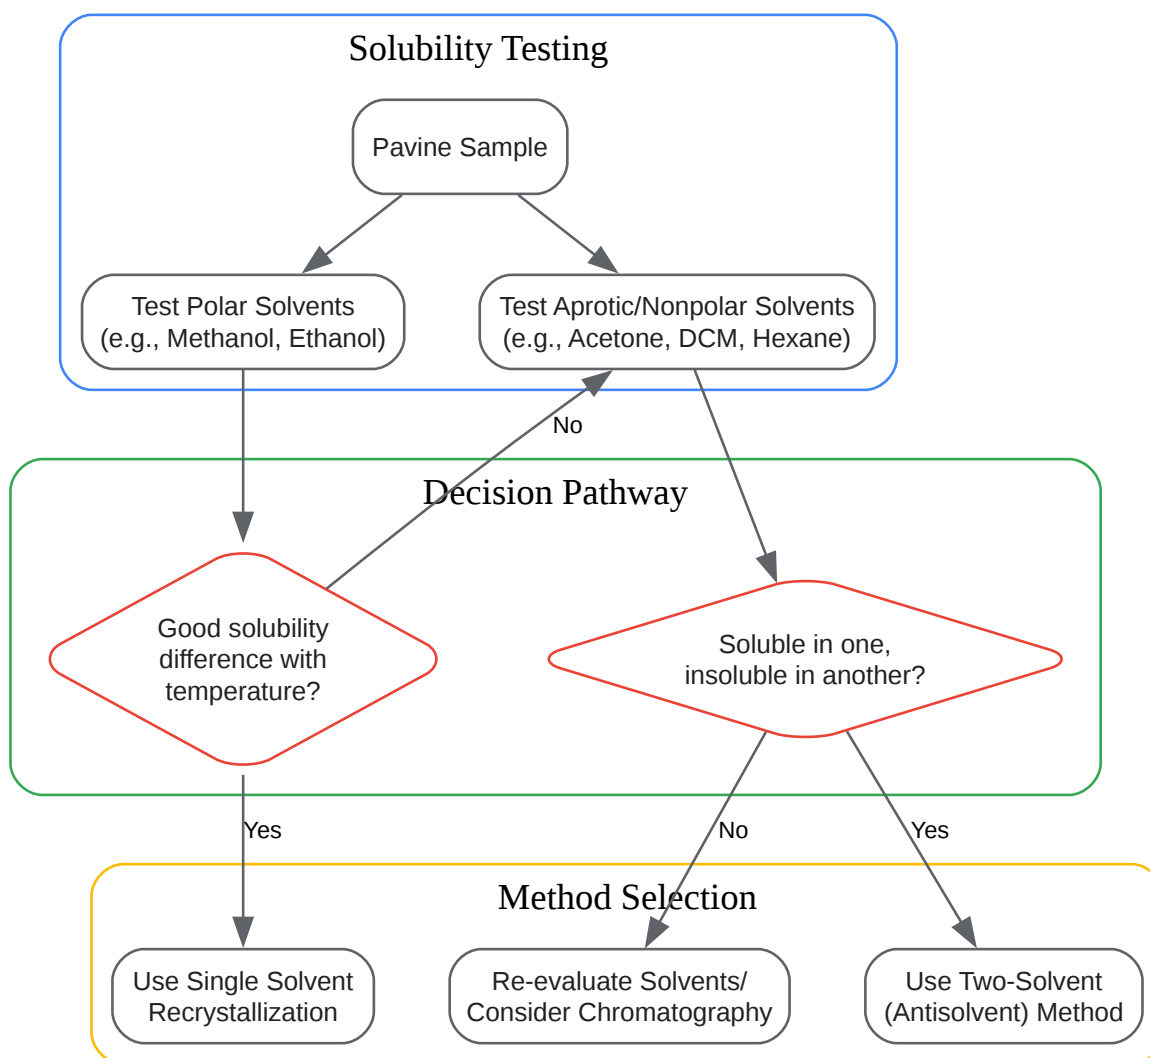 Solubility Testing
Pavine Sample
Test Polar Solvents
(e.g., Methanol, Ethanol)
Test Aprotic/Nonpolar Solvents
(e.g., Acetone, DCM, Hexane)
No
Decision Pathway
Good solubility
difference with
temperature?
Soluble in one,
insoluble in another?
Yes
No
Yes
Method Selection
Use Single Solvent
Recrystallization
Re-evaluate Solvents/
Consider Chromatography
Use Two-Solvent
(Antisolvent) Method